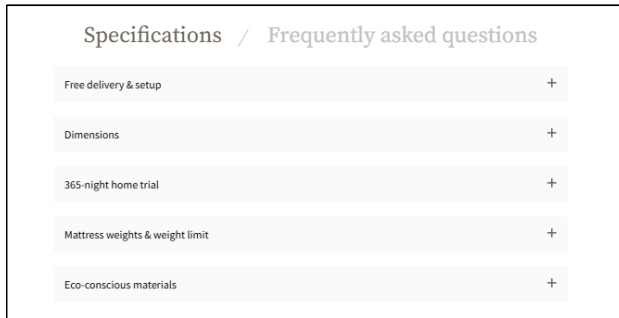 Specifications / Frequently asked questions
Free delivery & setup +
Dimensions +
365-night home trial +
Mattress weights & weight limit +
Eco-conscious materials +